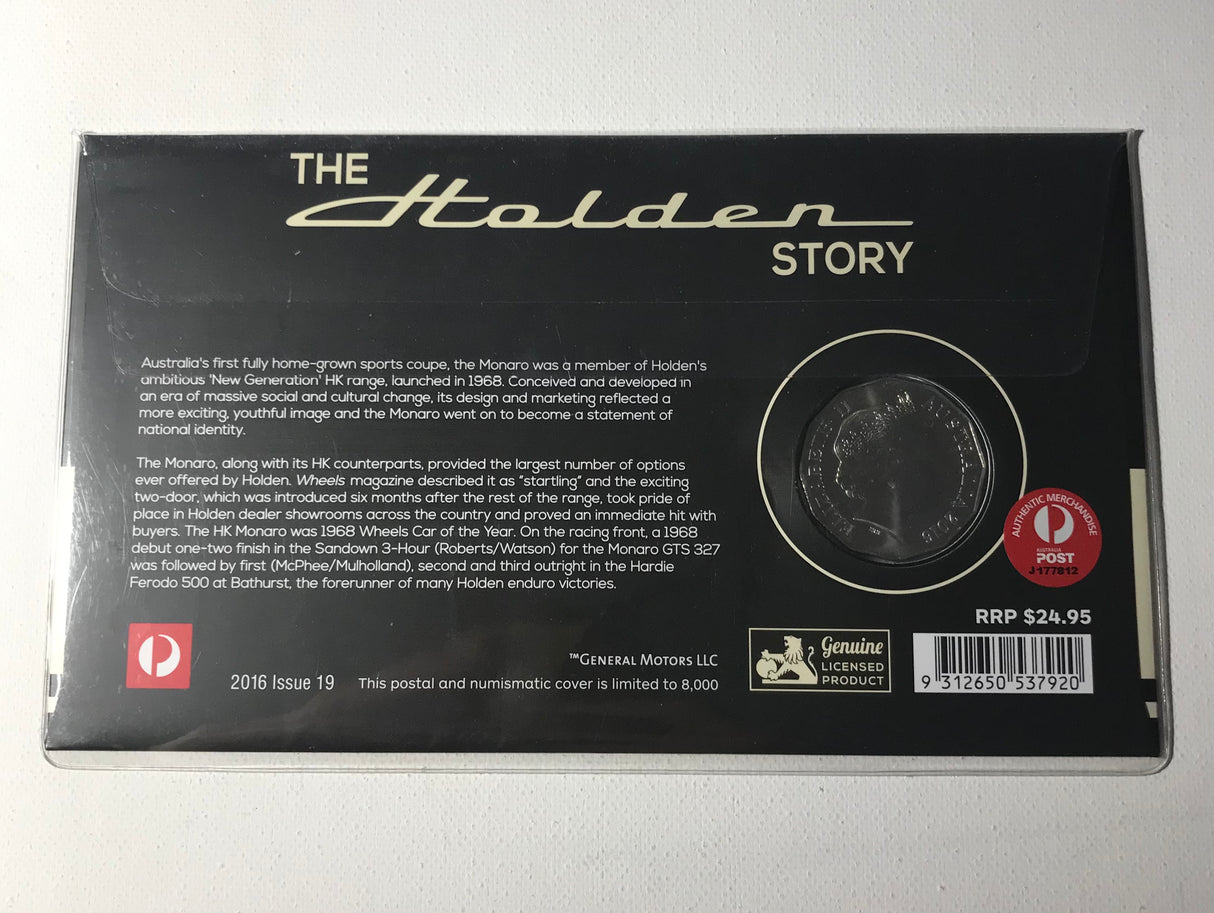 THE
Holden
STORY
Australia's first fully home-grown sports coupe, the Monaro was a member of Holden's
ambitious 'New Generation' HK range, launched in 1968. Conceived and developed in
an era of massive social and cultural change, its design and marketing reflected a
more exciting, youthful image and the Monaro went on to become a statement of
national identity.
The Monaro, along with its HK counterparts, provided the largest number of options
ever offered by Holden. Wheels magazine described it as "startling" and the exciting
two-door, which was introduced six months after the rest of the range, took pride of
place in Holden dealer showrooms across the country and proved an immediate hit with
buyers. The HK Monaro was 1968 Wheels Car of the Year. On the racing front, a 1968
debut one-two finish in the Sandown 3-Hour (Roberts/Watson) for the Monaro GTS 327
was followed by first (McPhee/Mulholland), second and third outright in the Hardie
Ferodo 500 at Bathurst, the forerunner of many Holden enduro victories.
ELIZABETH II AUSTRALIA 2016
AUTHENTIC MERCHANDISE
AUSTRALIA
POST
J-177812
RRP $24.95
™GENERAL MOTORS LLC
2016 Issue 19
This postal and numismatic cover is limited to 8,000
Genuine
LICENSED
PRODUCT
9 312650 537920